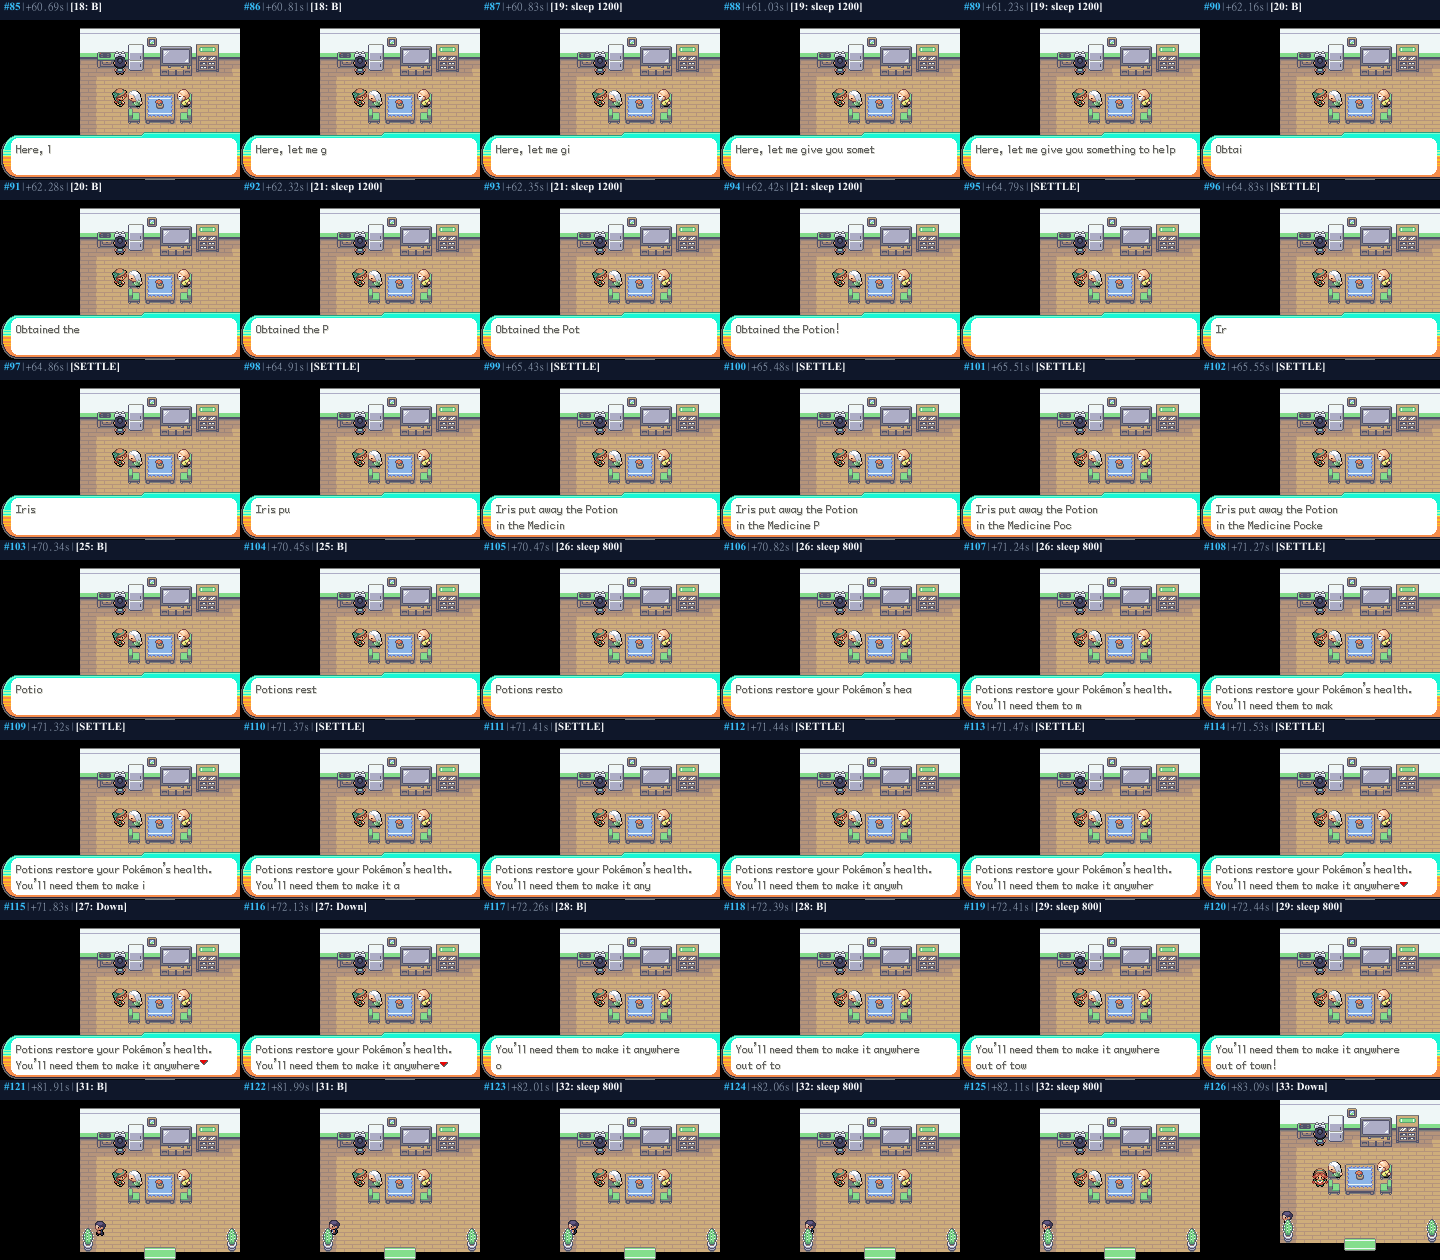 #85|+60.69s|[18: B]
#86|+60.81s|[18: B]
#87|+60.83s|[19: sleep 1200]
#88|+61.03s|[19: sleep 1200]
#89|+61.23s|[19: sleep 1200]
#90|+62.16s|[20: B]
Here, l
Here, let me g
Here, let me gi
Here, let me give you somet
Here, let me give you something to help
Obtai
#91|+62.28s|[20: B]
#92|+62.32s|[21: sleep 1200]
#93|+62.35s|[21: sleep 1200]
#94|+62.42s|[21: sleep 1200]
#95|+64.79s|[SETTLE]
#96|+64.83s|[SETTLE]
Obtained the
Obtained the P
Obtained the Pot
Obtained the Potion!
Ir
#97|+64.86s|[SETTLE]
#98|+64.91s|[SETTLE]
#99|+65.43s|[SETTLE]
#100|+65.48s|[SETTLE]
#101|+65.51s|[SETTLE]
#102|+65.55s|[SETTLE]
Iris
Iris pu
Iris put away the Potion
in the Medicin
Iris put away the Potion
in the Medicine P
Iris put away the Potion
in the Medicine Poc
Iris put away the Potion
in the Medicine Pocke
#103|+70.34s|[25: B]
#104|+70.45s|[25: B]
#105|+70.47s|[26: sleep 800]
#106|+70.82s|[26: sleep 800]
#107|+71.24s|[26: sleep 800]
#108|+71.27s|[SETTLE]
Potio
Potions rest
Potions resto
Potions restore your Pokémon's hea
Potions restore your Pokémon's health.
You'll need them to m
Potions restore your Pokémon's health.
You'll need them to mak
#109|+71.32s|[SETTLE]
#110|+71.37s|[SETTLE]
#111|+71.41s|[SETTLE]
#112|+71.44s|[SETTLE]
#113|+71.47s|[SETTLE]
#114|+71.53s|[SETTLE]
Potions restore your Pokémon's health.
You'll need them to make i
Potions restore your Pokémon's health.
You'll need them to make it a
Potions restore your Pokémon's health.
You'll need them to make it any
Potions restore your Pokémon's health.
You'll need them to make it anywh
Potions restore your Pokémon's health.
You'll need them to make it anywher
Potions restore your Pokémon's health.
You'll need them to make it anywhere
#115|+71.83s|[27: Down]
#116|+72.13s|[27: Down]
#117|+72.26s|[28: B]
#118|+72.39s|[28: B]
#119|+72.41s|[29: sleep 800]
#120|+72.44s|[29: sleep 800]
Potions restore your Pokémon's health.
You'll need them to make it anywhere
Potions restore your Pokémon's health.
You'll need them to make it anywhere
You'll need them to make it anywhere
o
You'll need them to make it anywhere
out of to
You'll need them to make it anywhere
out of tow
You'll need them to make it anywhere
out of town!
#121|+81.91s|[31: B]
#122|+81.99s|[31: B]
#123|+82.01s|[32: sleep 800]
#124|+82.06s|[32: sleep 800]
#125|+82.11s|[32: sleep 800]
#126|+83.09s|[33: Down]